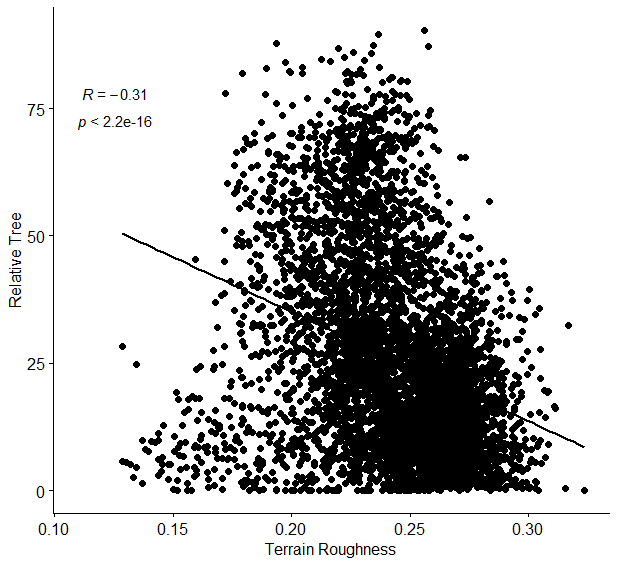 R = −0.31
p < 2.2e-16
75
50
25
0
Relative Tree
0.10 0.15 0.20 0.25 0.30
Terrain Roughness